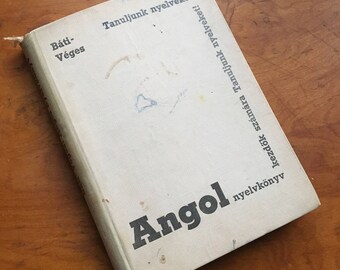 Báti-
Véges
Tanuljunk nyelveket!
kezdők számára Tanuljunk nyelveket!
Angol nyelvkönyv